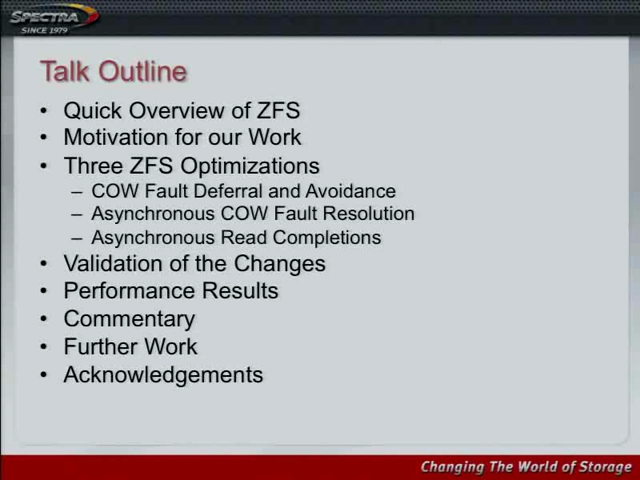 SPECTRA
SINCE 1979
Talk Outline
• Quick Overview of ZFS
• Motivation for our Work
• Three ZFS Optimizations
– COW Fault Deferral and Avoidance
– Asynchronous COW Fault Resolution
– Asynchronous Read Completions
• Validation of the Changes
• Performance Results
• Commentary
• Further Work
• Acknowledgements
Changing The World of Storage